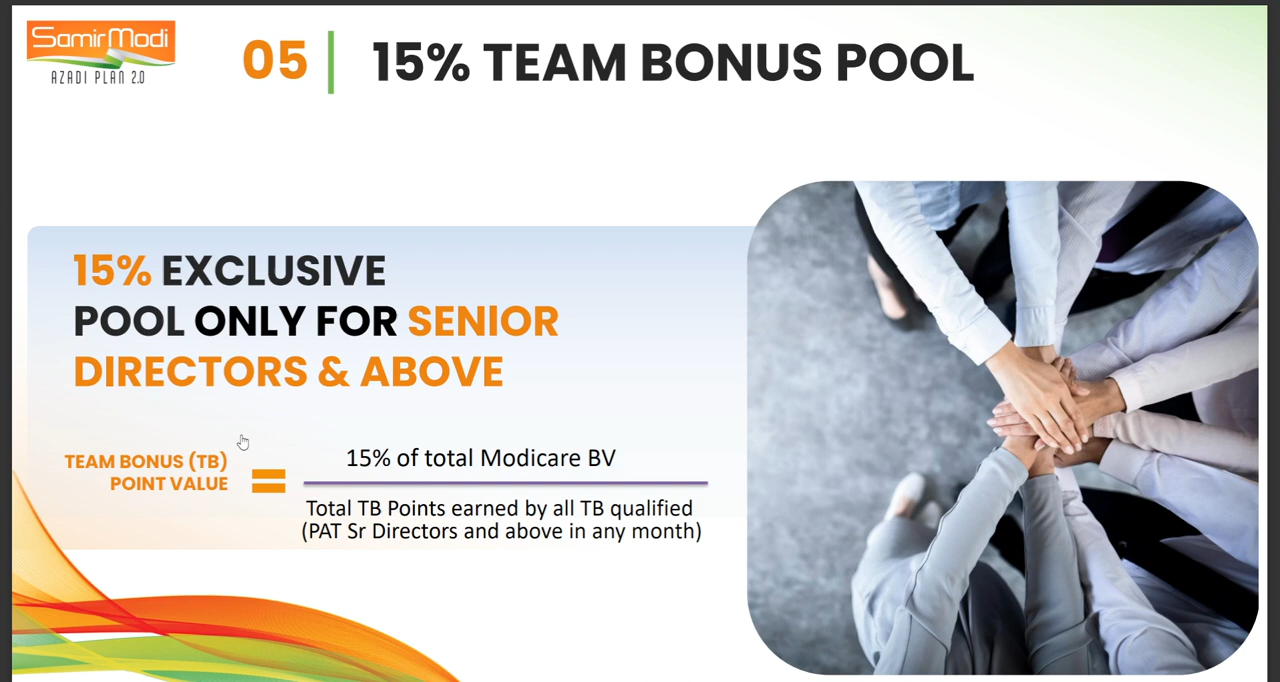 SamirModi
AZADI PLAN 2.0
05
15% TEAM BONUS POOL
15% EXCLUSIVE
POOL ONLY FOR SENIOR
DIRECTORS & ABOVE
TEAM BONUS (TB)
POINT VALUE
=
15% of total Modicare BV
Total TB Points earned by all TB qualified
(PAT Sr Directors and above in any month)